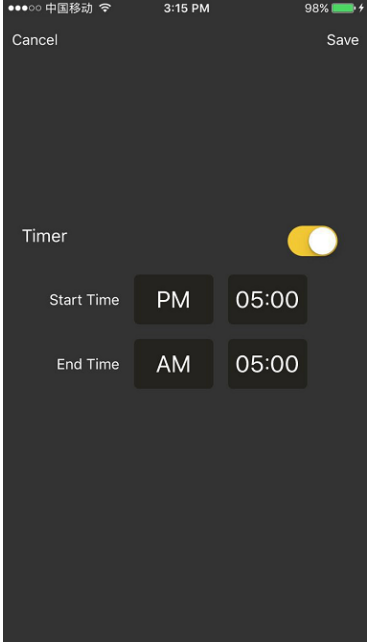 中国移动 3:15 PM 98%
Cancel Save
Timer
Start Time PM 05:00
End Time AM 05:00